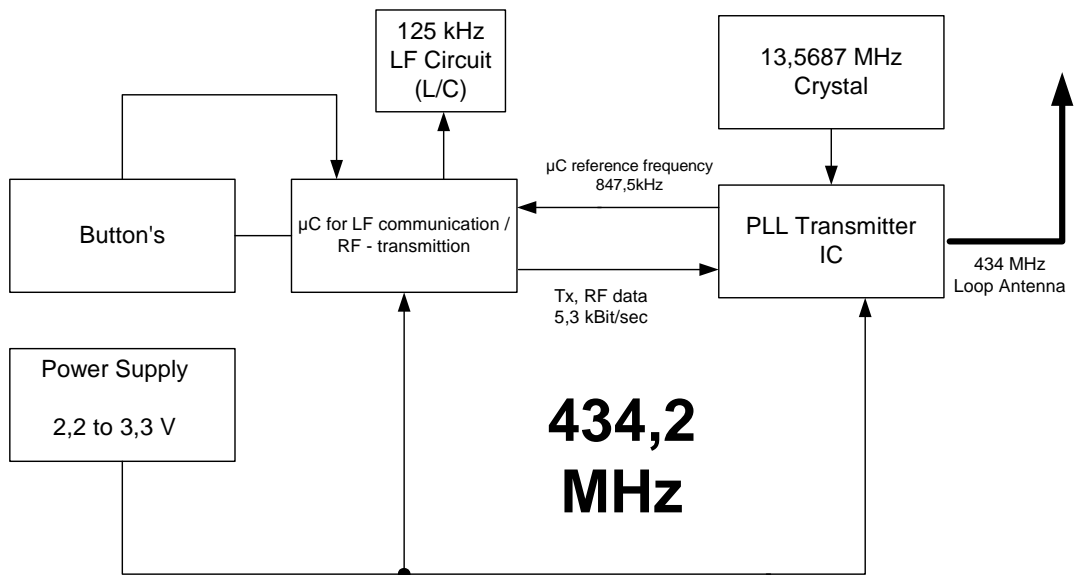 125 kHz
LF Circuit
(L/C)
13,5687 MHz
Crystal
µC reference frequency
847,5kHz
Button's
µC for LF communication /
RF - transmittion
PLL Transmitter
IC
434 MHz
Loop Antenna
Tx, RF data
5,3 kBit/sec
Power Supply
2,2 to 3,3 V
434,2
MHz